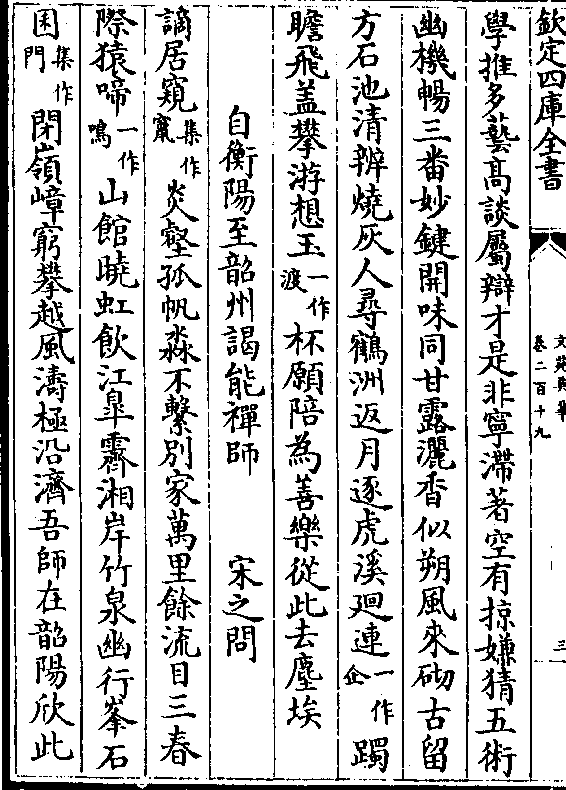 欽定四庫全書
文苑英華
卷二百十九
三
學推多藝髙談屬辯才是非寧滯著空有掠嫌猜五術
幽機暢三番妙鍵開味同甘露灑香似朔風來砌古留
方石池清辨燒灰人尋鶴洲返月逐虎溪迴連一作企躅
瞻飛盖攀游想玉一作渡杯願陪為善樂從此去塵埃
自衡陽至韶州謁能禪師 宋之問
謫居窺集作竄炎壑孤帆淼不繫別家萬里餘流目三春
際猿啼一作鳴山館曉虹飲江臯霽湘岸竹泉幽行峯石
囷集作門閉嶺嶂窮攀越風濤極沿濟吾師在韶陽欣此